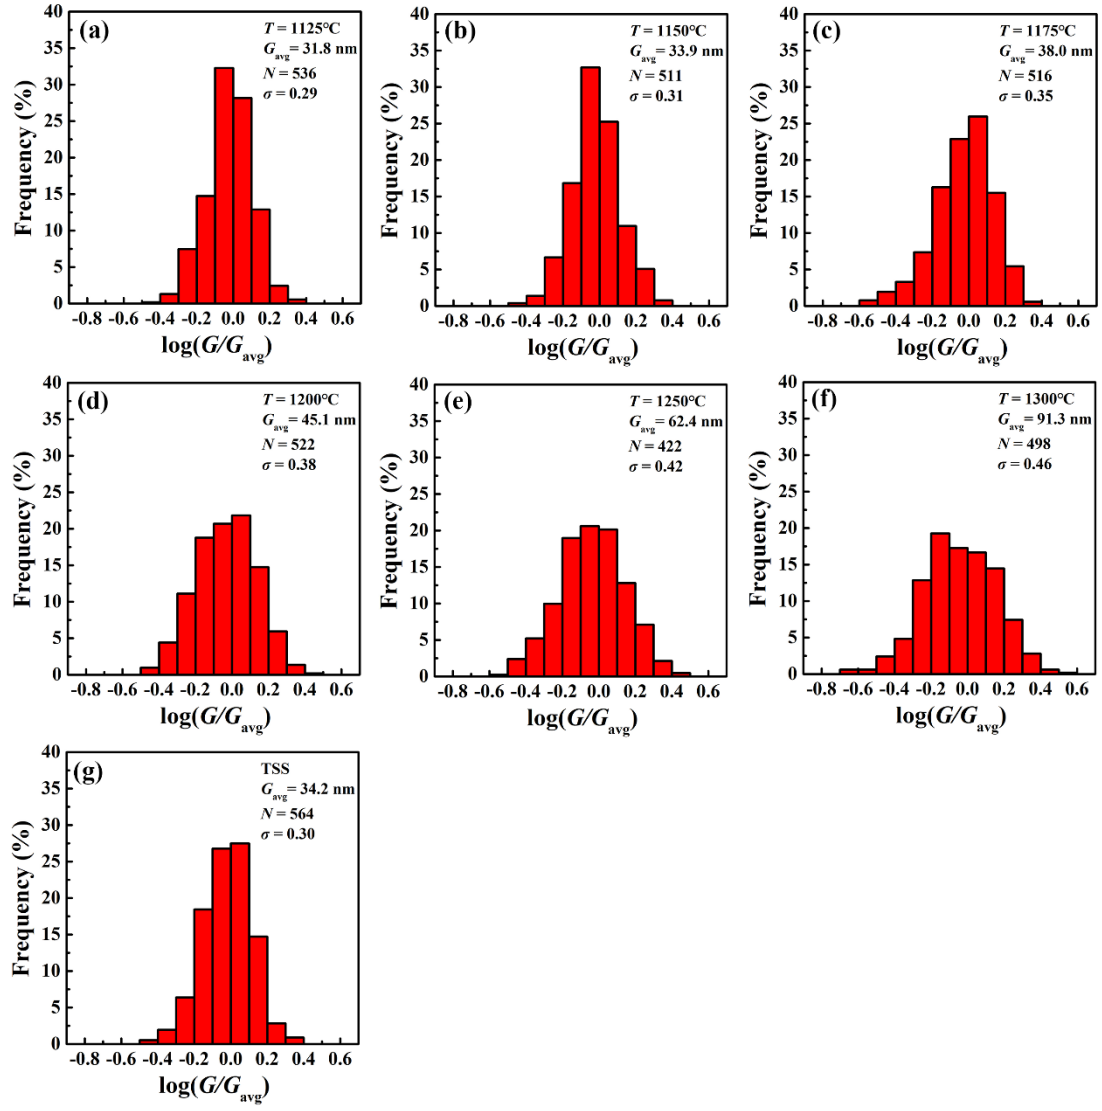 (a)
T = 1125°C
Gavg = 31.8 nm
N = 536
σ = 0.29
40
35
30
25
20
15
10
5
0
Frequency (%)
-0.8 -0.6 -0.4 -0.2 0.0 0.2 0.4 0.6
log(G/Gavg)
(b)
T = 1150°C
Gavg = 33.9 nm
N = 511
σ = 0.31
40
35
30
25
20
15
10
5
0
Frequency (%)
-0.8 -0.6 -0.4 -0.2 0.0 0.2 0.4 0.6
log(G/Gavg)
(c)
T = 1175°C
Gavg = 38.0 nm
N = 516
σ = 0.35
40
35
30
25
20
15
10
5
0
Frequency (%)
-0.8 -0.6 -0.4 -0.2 0.0 0.2 0.4 0.6
log(G/Gavg)
(d)
T = 1200°C
Gavg = 45.1 nm
N = 522
σ = 0.38
40
35
30
25
20
15
10
5
0
Frequency (%)
-0.8 -0.6 -0.4 -0.2 0.0 0.2 0.4 0.6
log(G/Gavg)
(e)
T = 1250°C
Gavg = 62.4 nm
N = 422
σ = 0.42
40
35
30
25
20
15
10
5
0
Frequency (%)
-0.8 -0.6 -0.4 -0.2 0.0 0.2 0.4 0.6
log(G/Gavg)
(f)
T = 1300°C
Gavg = 91.3 nm
N = 498
σ = 0.46
40
35
30
25
20
15
10
5
0
Frequency (%)
-0.8 -0.6 -0.4 -0.2 0.0 0.2 0.4 0.6
log(G/Gavg)
(g)
TSS
Gavg = 34.2 nm
N = 564
σ = 0.30
40
35
30
25
20
15
10
5
0
Frequency (%)
-0.8 -0.6 -0.4 -0.2 0.0 0.2 0.4 0.6
log(G/Gavg)